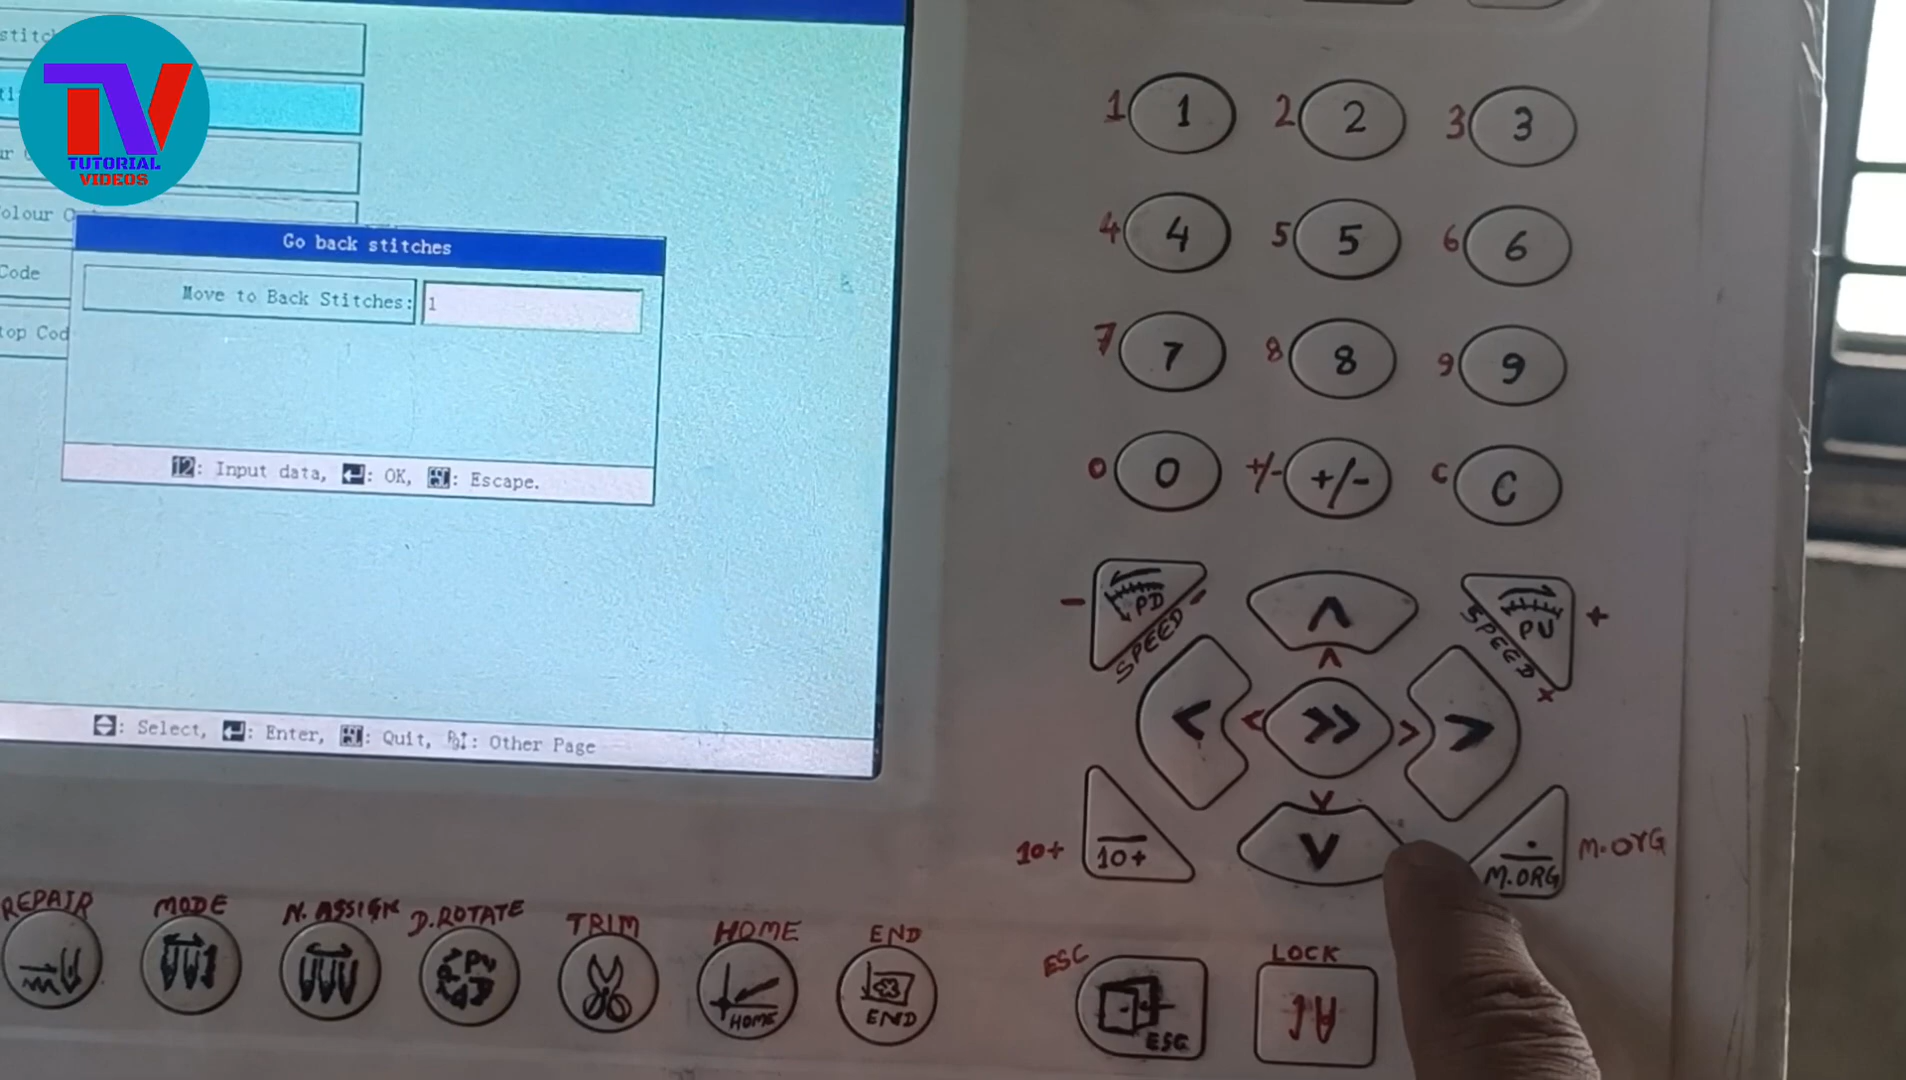 TV
TUTORIAL
VIDEOS
Go back stitches
Move to Back Stitches: 1
12: Input data, ↵: OK, ESC: Escape.
Code
: Select, ↵: Enter, : Quit, : Other Page
1 1 2 2 3 3
4 4 5 5 6 6
7 7 8 8 9 9
0 0 +/- +/- C C
- PD SPEED -
^
^
PU SPEED + +
< < >> > >
v
V
10+ 10+
M.ORG M.ORG
REPAIR
MODE
N. ASSIGN
D.ROTATE
TRIM
HOME
HOME
END
END
ESC
ESC
LOCK